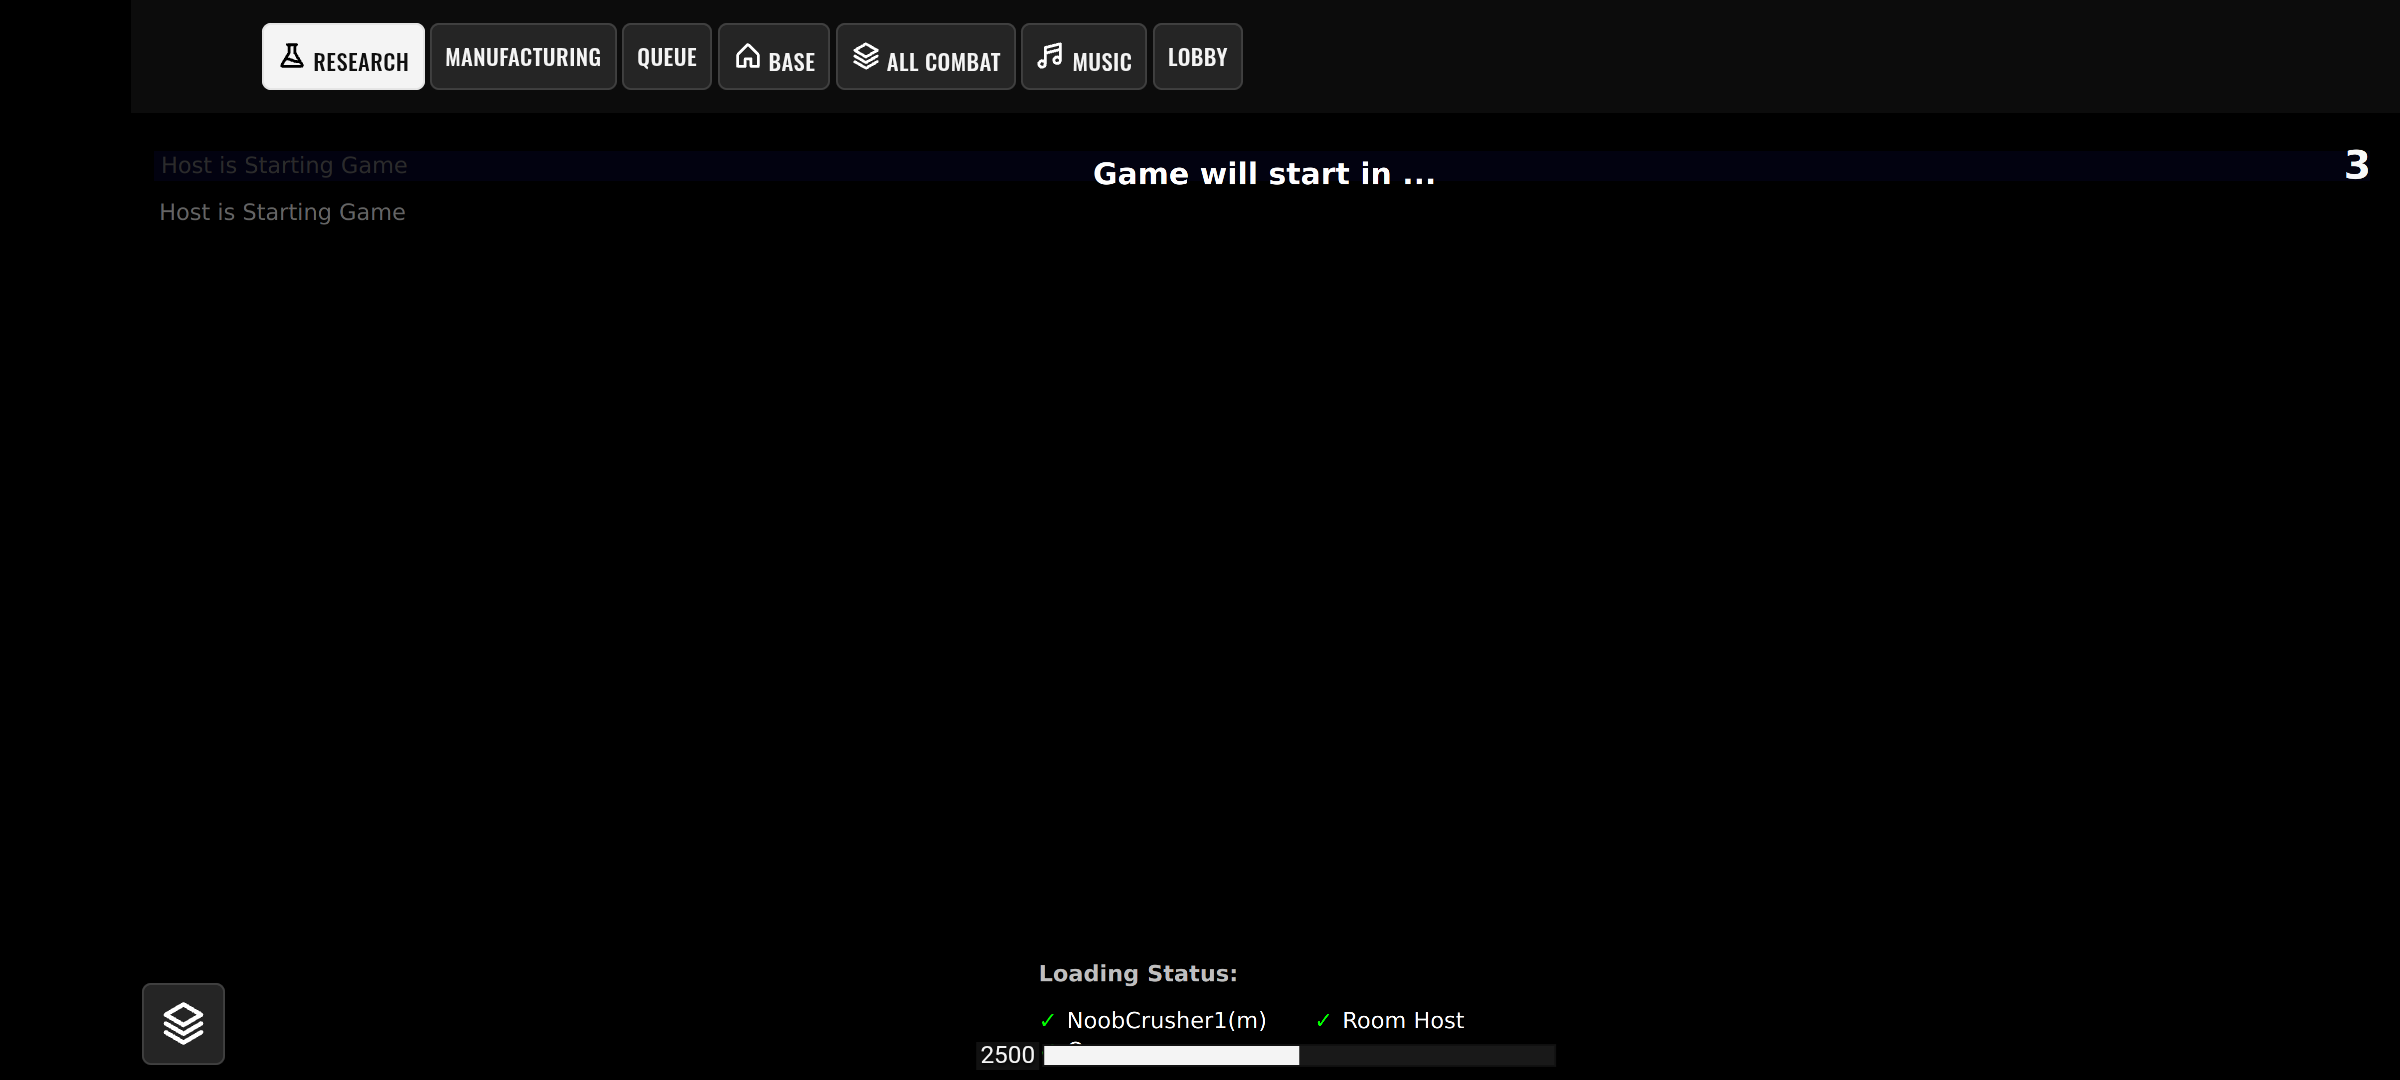 RESEARCH MANUFACTURING QUEUE BASE ALL COMBAT MUSIC LOBBY
Host is Starting Game
Game will start in ...
3
Host is Starting Game
Loading Status:
✓ NoobCrusher1(m) ✓ Room Host
2500